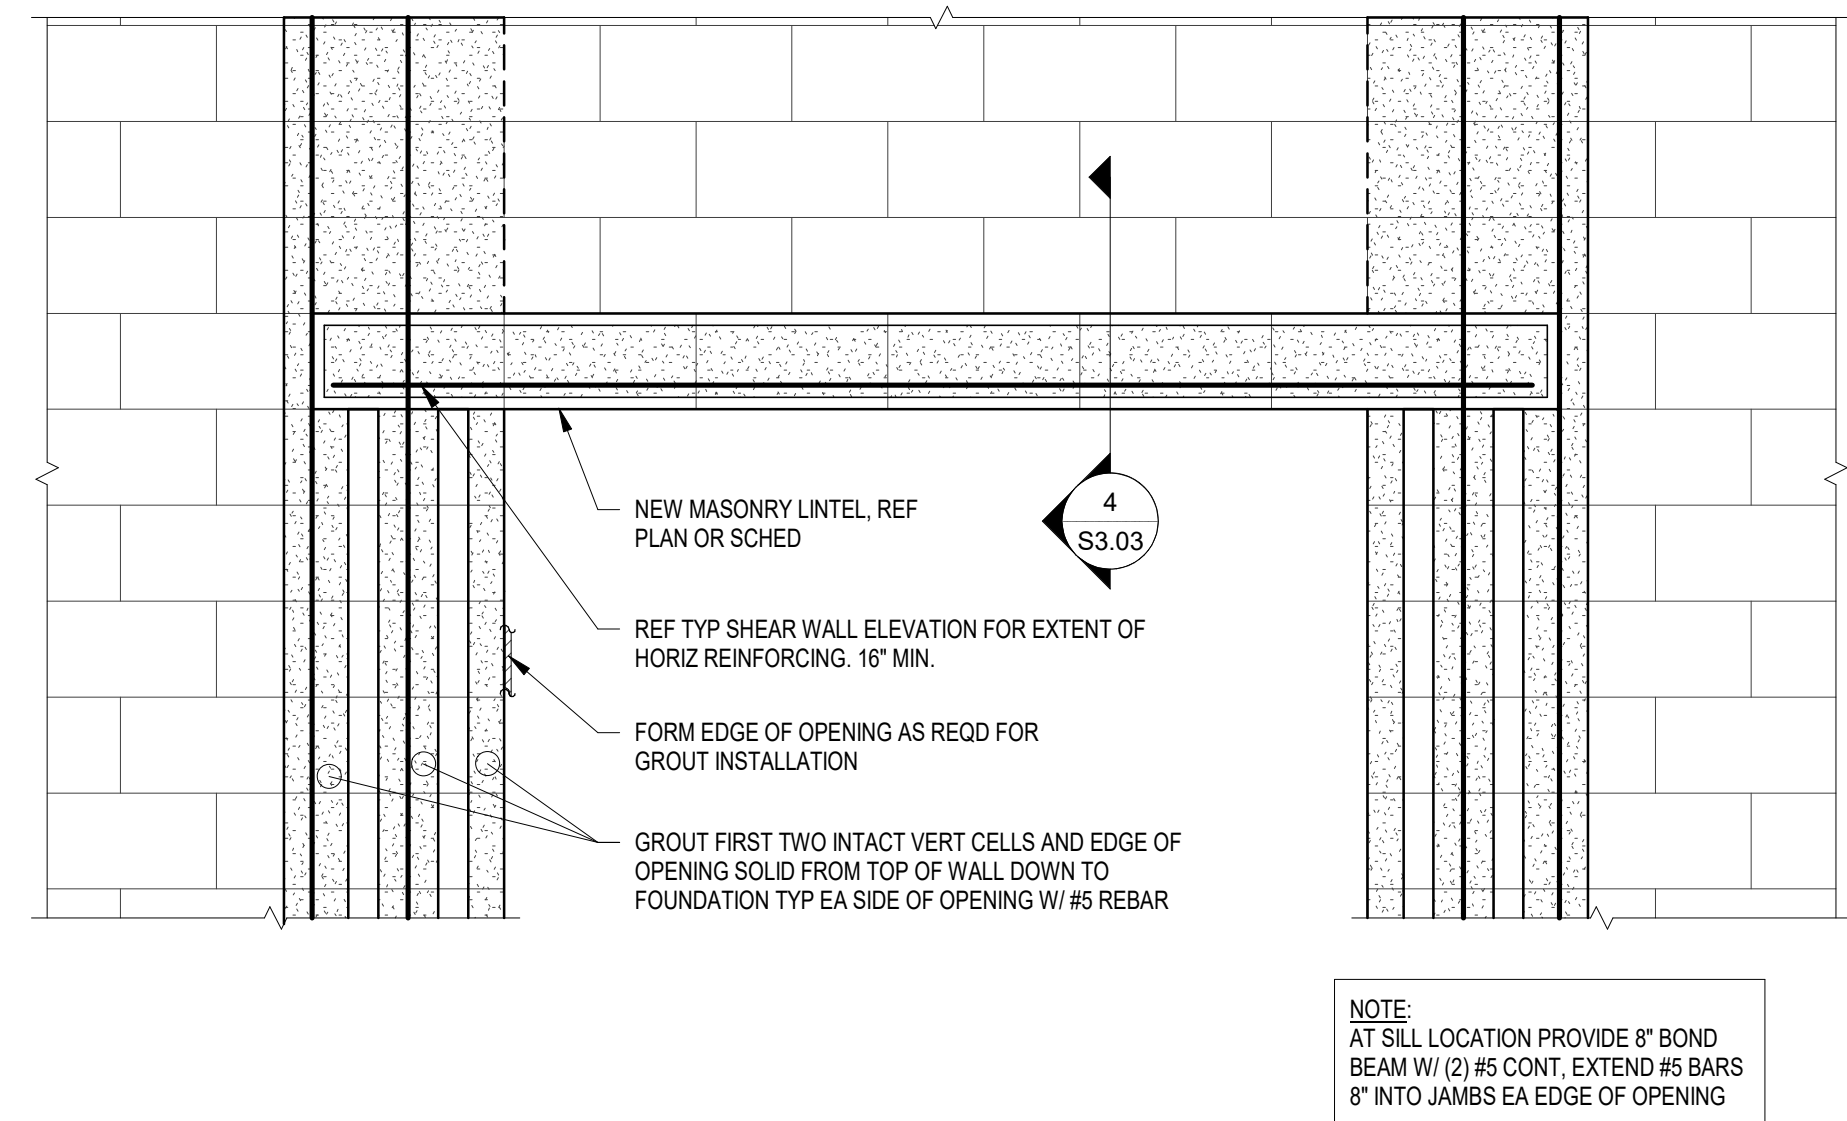 NEW MASONRY LINTEL, REF
PLAN OR SCHED
4
S3.03
REF TYP SHEAR WALL ELEVATION FOR EXTENT OF
HORIZ REINFORCING. 16" MIN.
FORM EDGE OF OPENING AS REQD FOR
GROUT INSTALLATION
GROUT FIRST TWO INTACT VERT CELLS AND EDGE OF
OPENING SOLID FROM TOP OF WALL DOWN TO
FOUNDATION TYP EA SIDE OF OPENING W/ #5 REBAR
NOTE:
AT SILL LOCATION PROVIDE 8" BOND
BEAM W/ (2) #5 CONT, EXTEND #5 BARS
8" INTO JAMBS EA EDGE OF OPENING